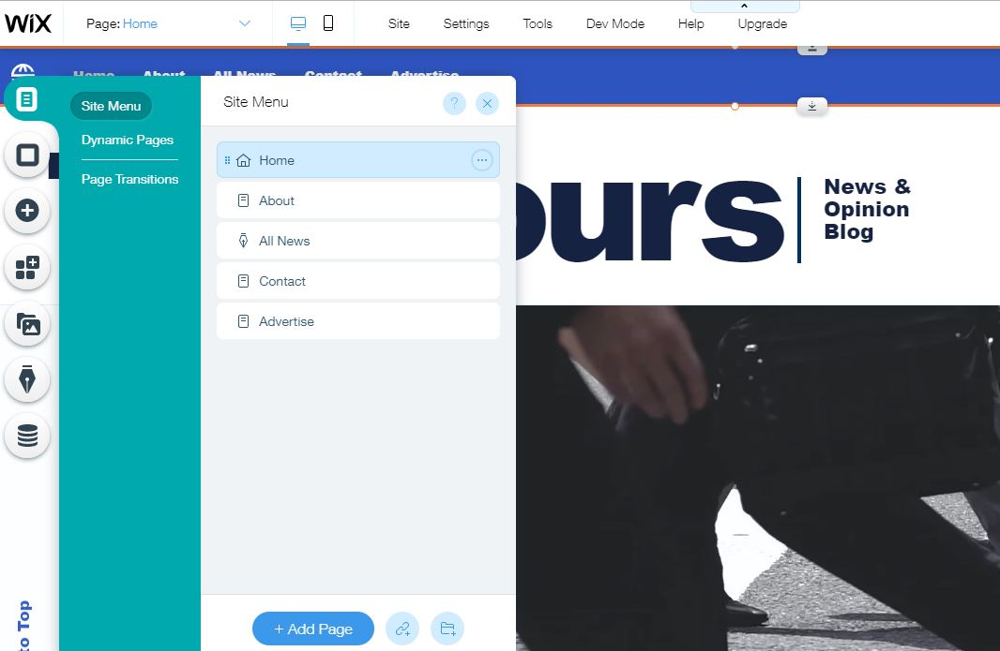 WiX
Page: Home
Site
Settings
Tools
Dev Mode
Help
Upgrade
Home About All News Contact Advertise
Site Menu
Dynamic Pages
Page Transitions
Site Menu
?
Home
About
All News
Contact
Advertise
+ Add Page
ours
News &
Opinion
Blog
to Top